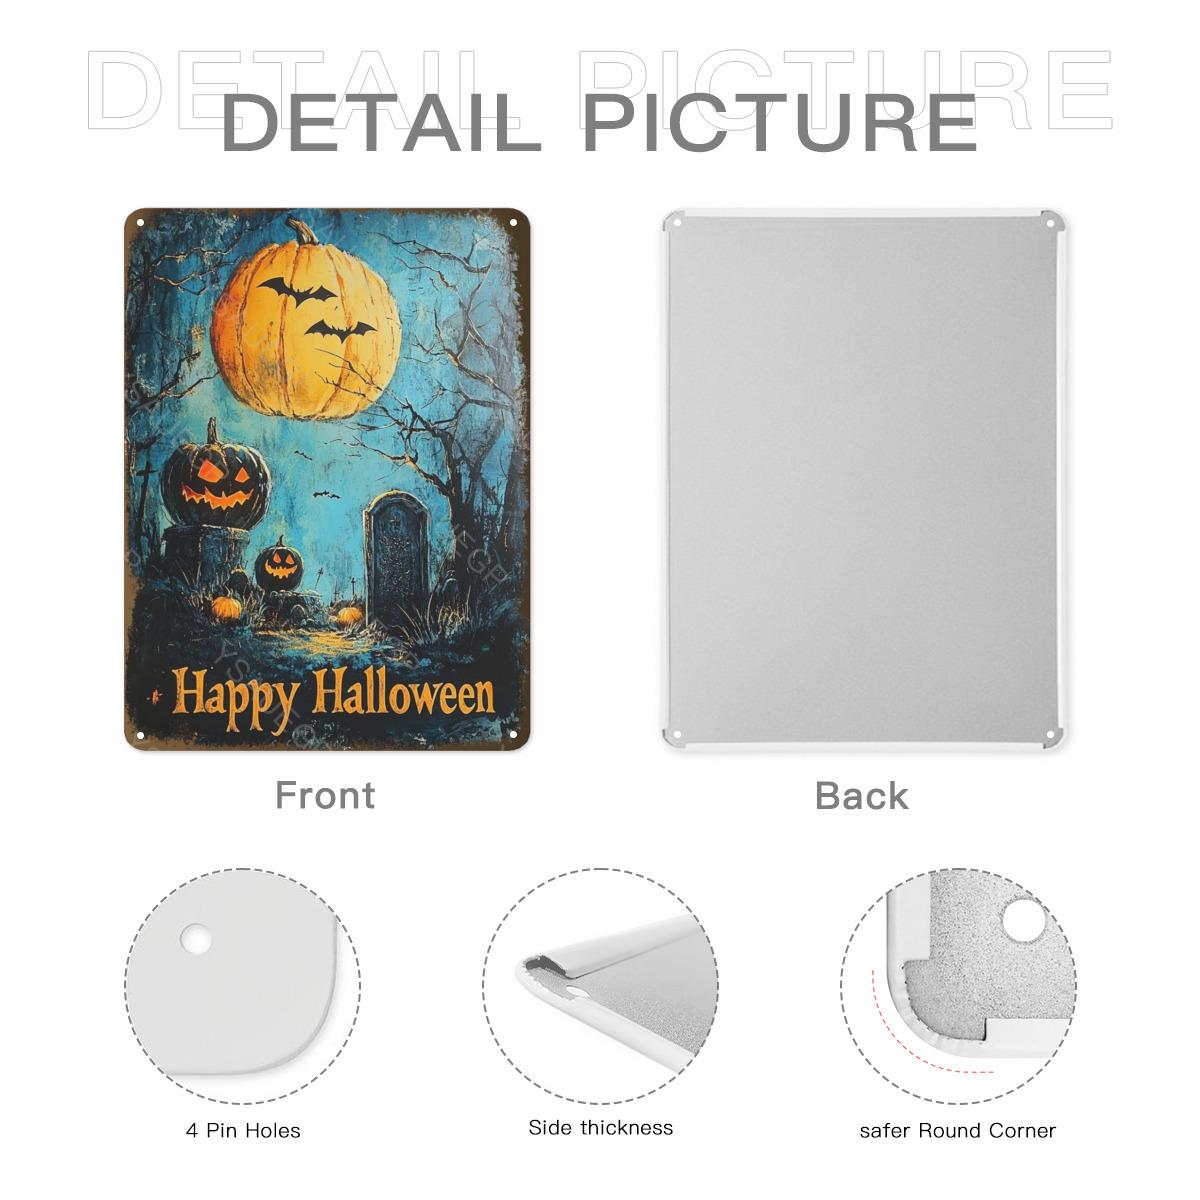 DETAIL PICTURE
DETAIL PICTURE
Happy Halloween
Front
Back
4 Pin Holes
Side thickness
safer Round Corner